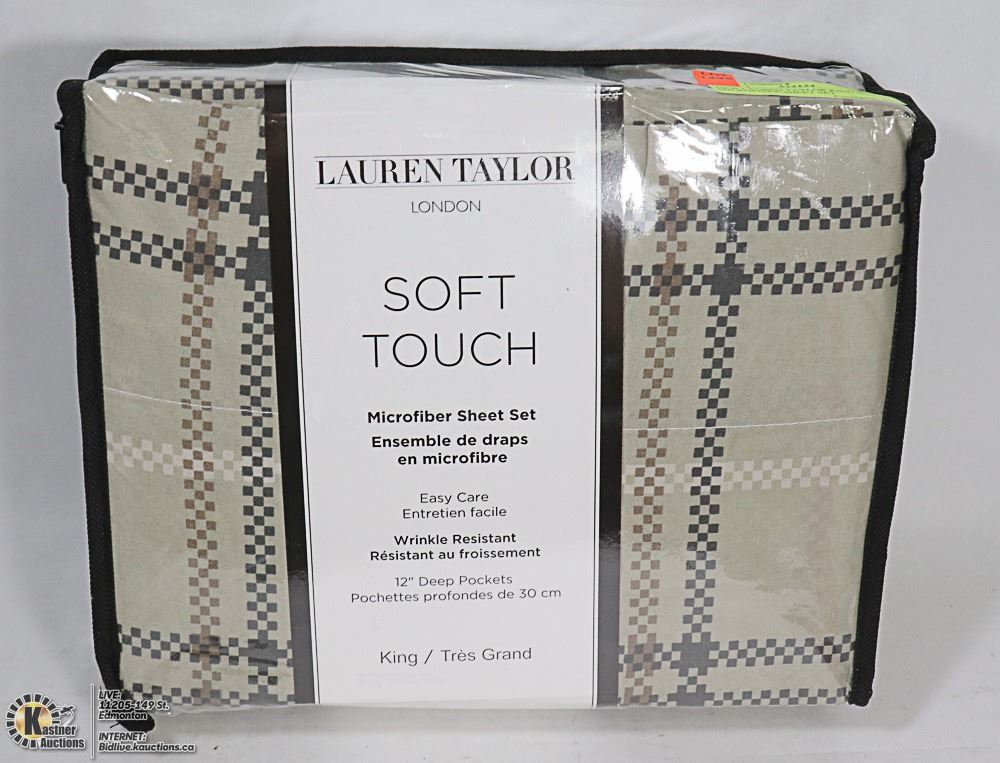 LAUREN TAYLOR
LONDON
SOFT
TOUCH
Microfiber Sheet Set
Ensemble de draps
en microfibre
Easy Care
Entretien facile
Wrinkle Resistant
Résistant au froissement
12" Deep Pockets
Pochettes profondes de 30 cm
King / Très Grand
Kastner
Auctions
LIVE:
11205-149 St.
Edmonton
INTERNET:
Bidlive.kauctions.ca